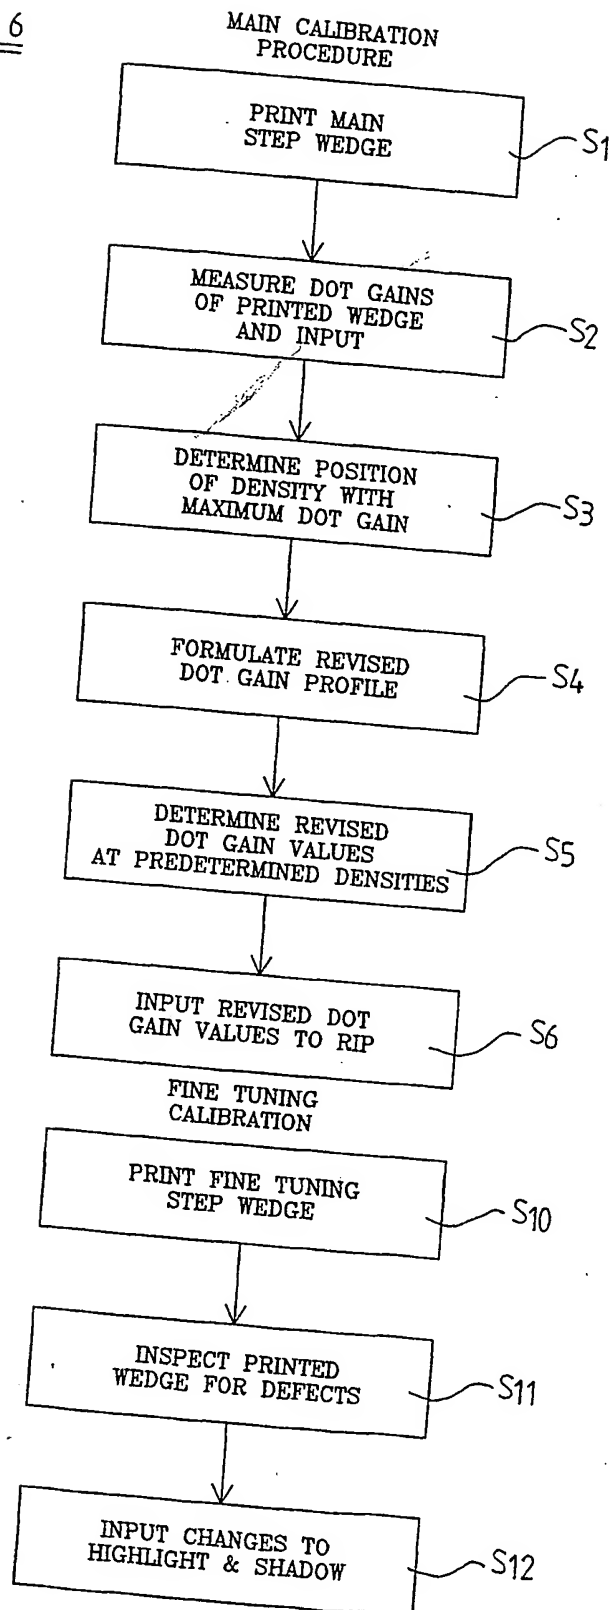 6
MAIN CALIBRATION
PROCEDURE
PRINT MAIN
STEP WEDGE
S1
MEASURE DOT GAINS
OF PRINTED WEDGE
AND INPUT
S2
DETERMINE POSITION
OF DENSITY WITH
MAXIMUM DOT GAIN
S3
FORMULATE REVISED
DOT GAIN PROFILE
S4
DETERMINE REVISED
DOT GAIN VALUES
AT PREDETERMINED DENSITIES
S5
INPUT REVISED DOT
GAIN VALUES TO RIP
S6
FINE TUNING
CALIBRATION
PRINT FINE TUNING
STEP WEDGE
S10
INSPECT PRINTED
WEDGE FOR DEFECTS
S11
INPUT CHANGES TO
HIGHLIGHT & SHADOW
S12